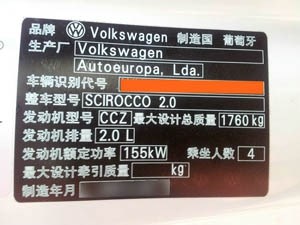 品牌 Volkswagen 制造国 葡萄牙
生产厂 Volkswagen
Autoeuropa, Lda.
车辆识别代号
整车型号 SCIROCCO 2.0
发动机型号 CCZ 最大设计总质量 1760 kg
发动机排量 2.0 L
发动机额定功率 155kW 乘坐人数 4
最大设计牵引质量 kg
制造年月